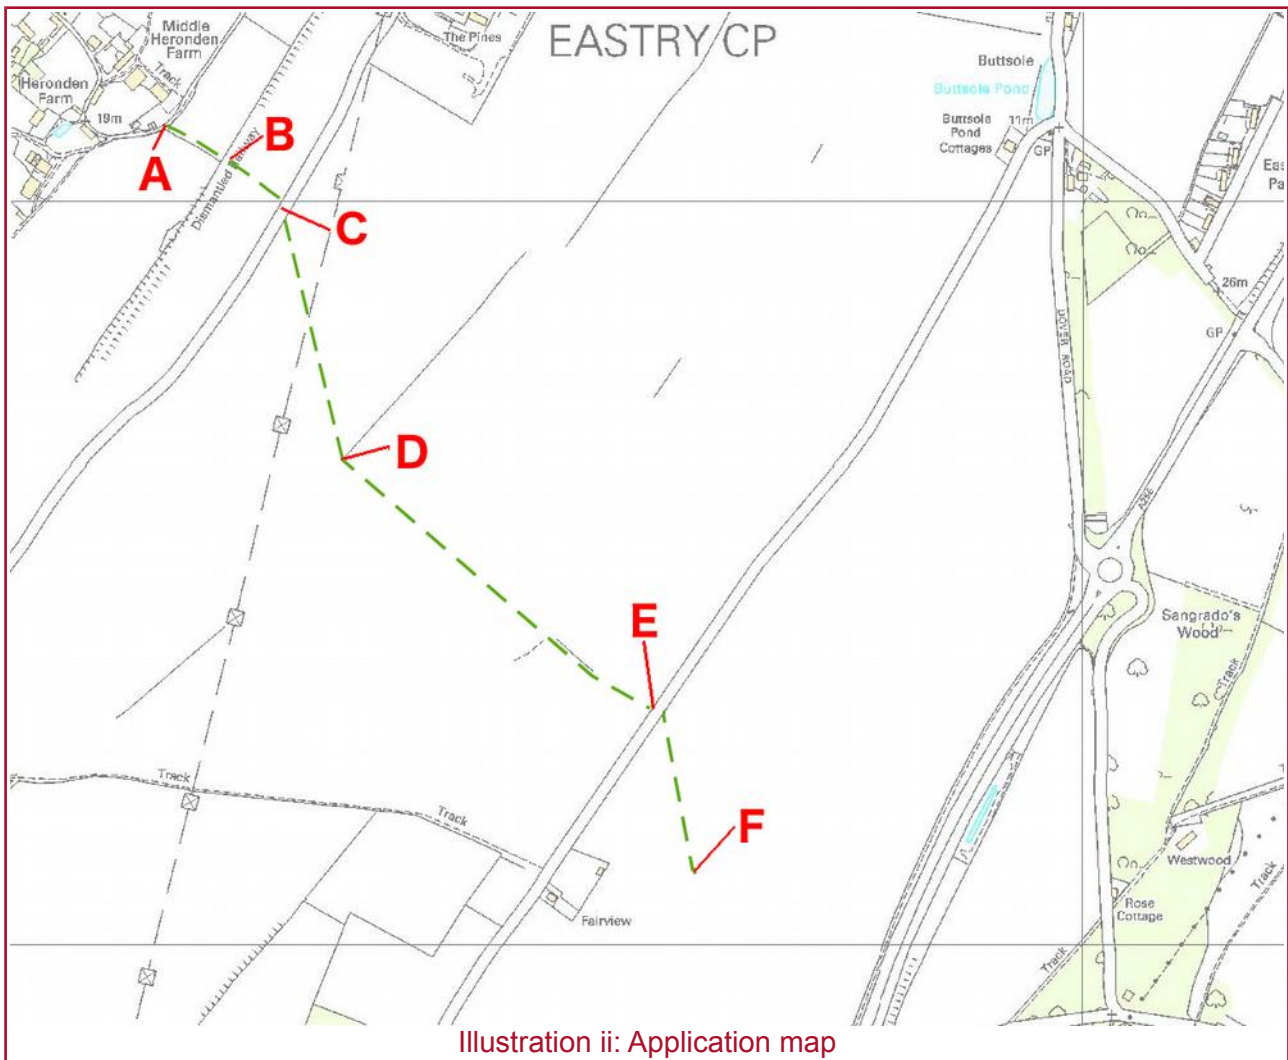 EASTRY CP
Middle
Heronden
Farm
Track
Heronden
Farm
19m
The Pines
A
B
Dismantled Railway
C
D
E
F
Buttsole
Buttsole Pond
Buttsole
Pond
Cottages
11m
GP
26m
GP
DOVER ROAD
A256
Sangrado's
Wood
Track
Track
Track
Fairview
Westwood
Rose
Cottage
Track
Track
Illustration ii: Application map